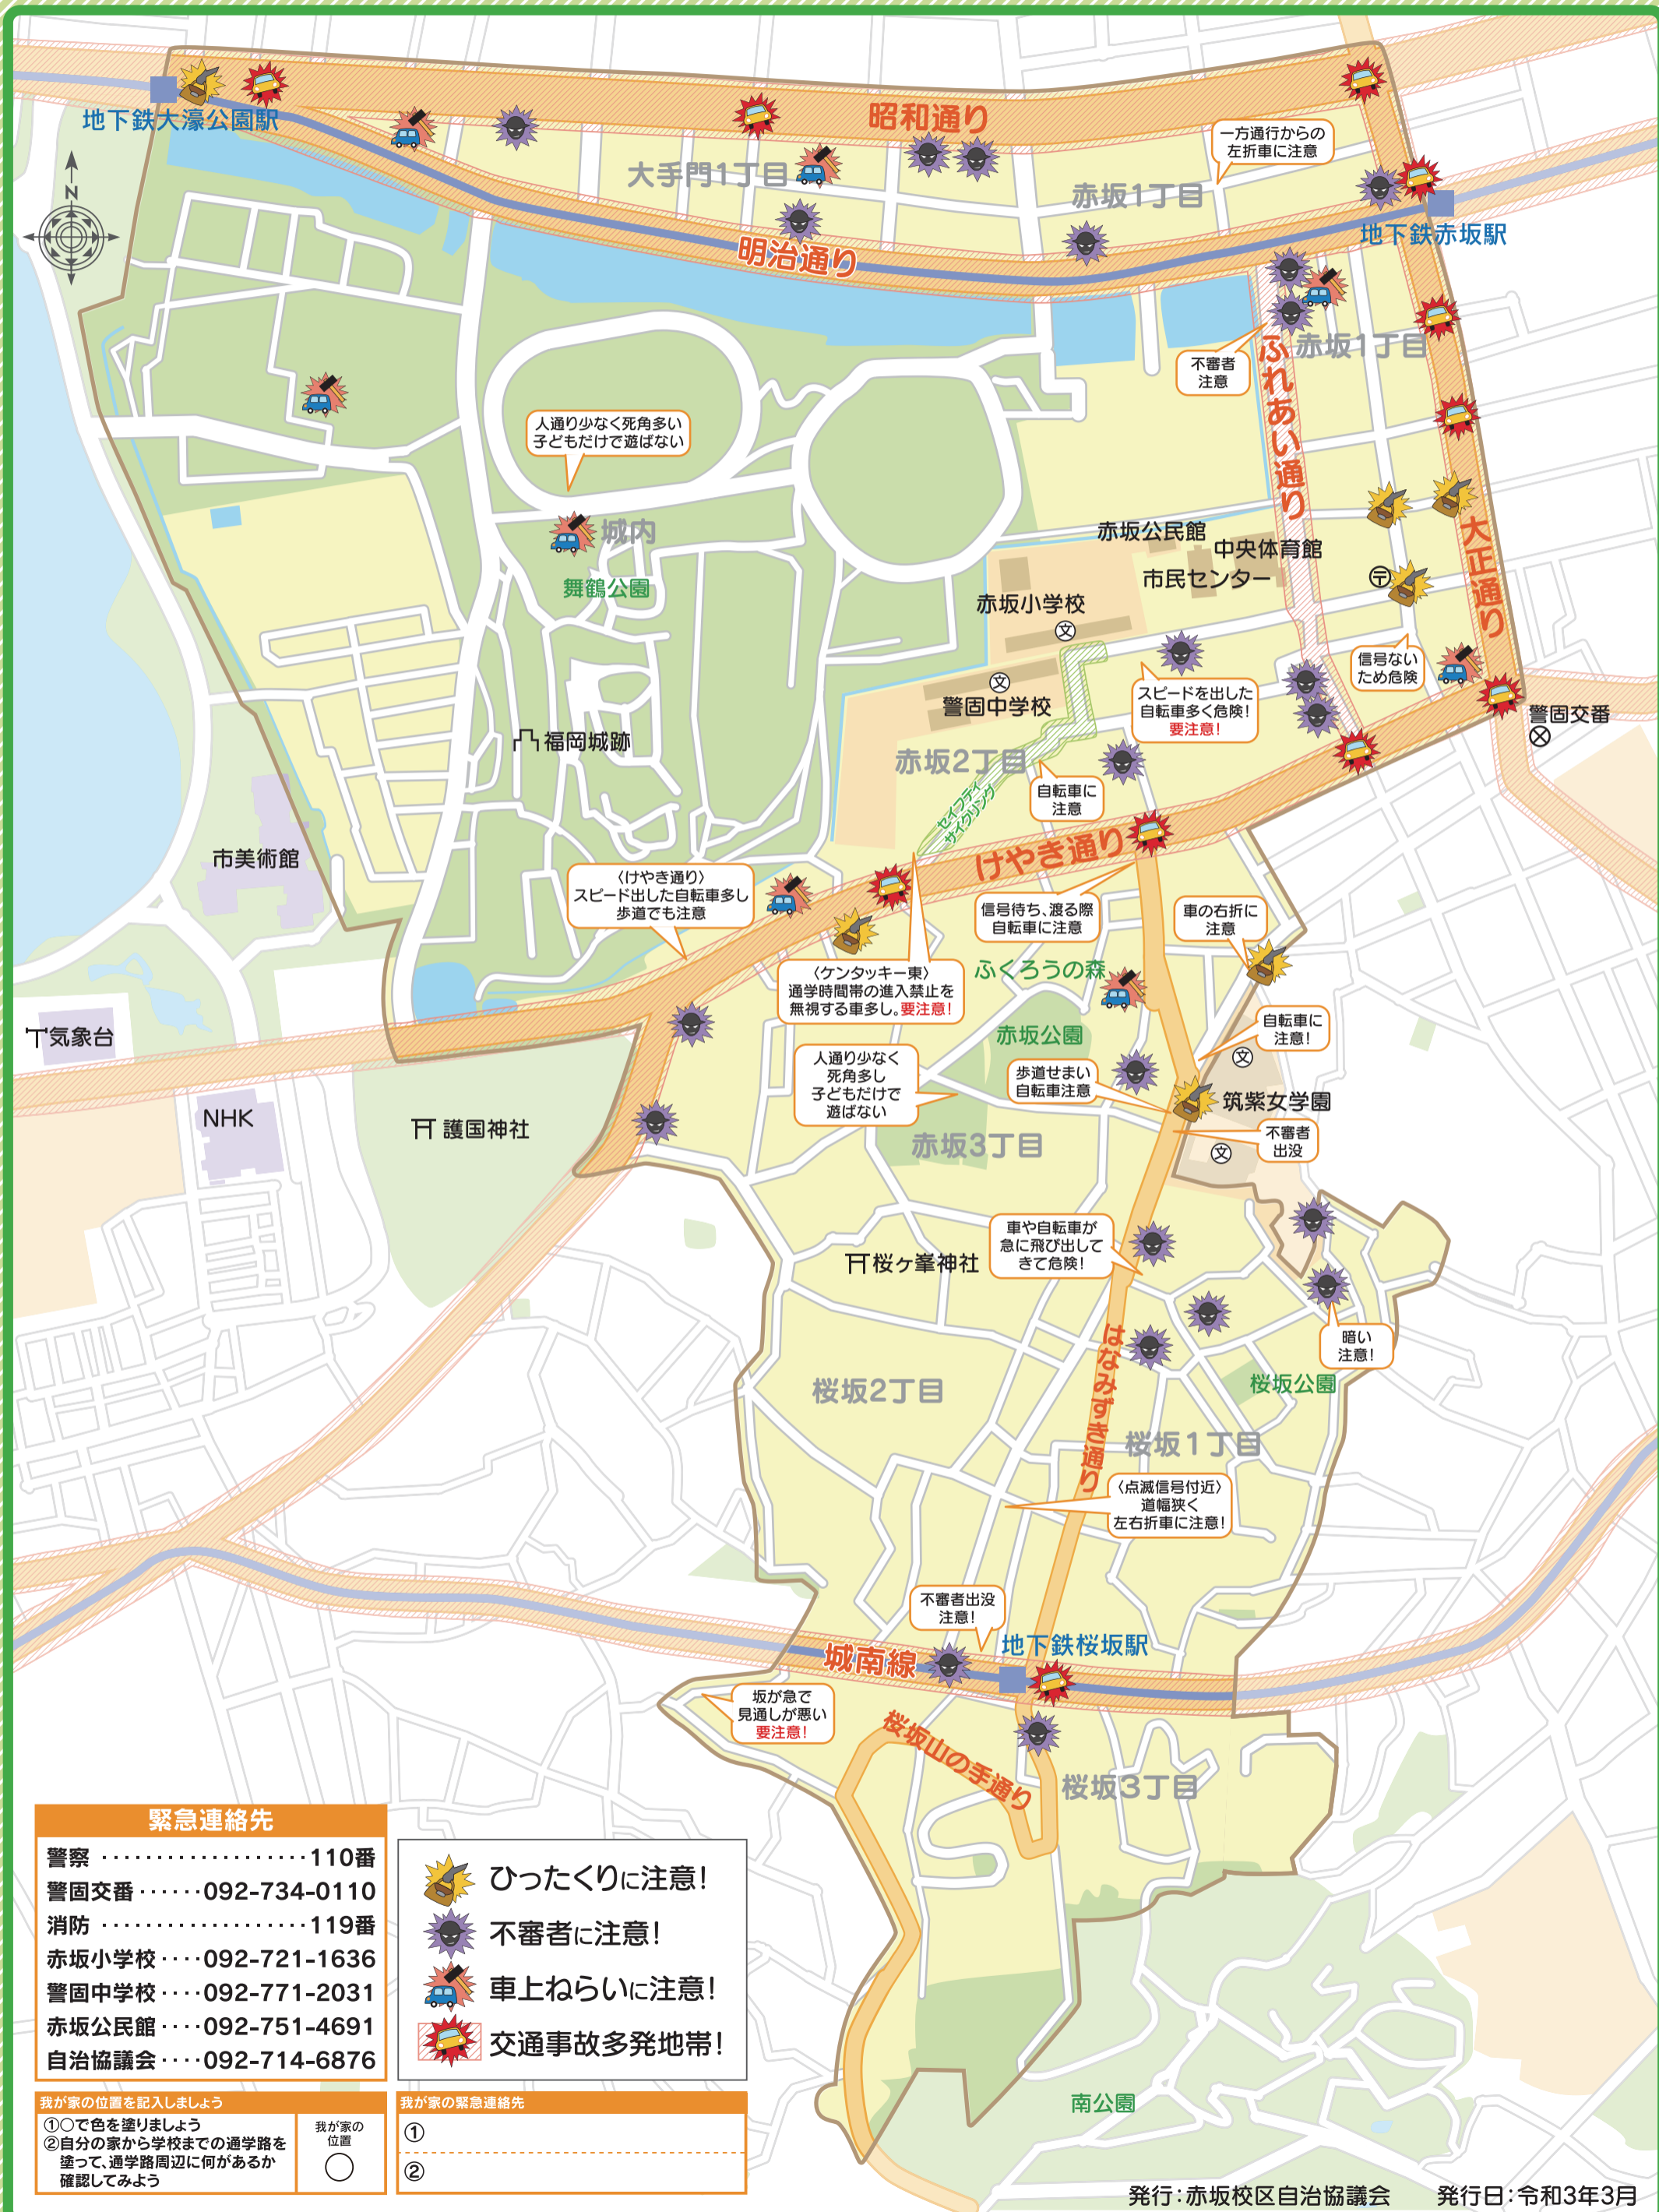 地下鉄大濠公園駅
N
昭和通り
大手門1丁目
一方通行からの
左折車に注意
赤坂1丁目
地下鉄赤坂駅
明治通り
赤坂1丁目
不審者
注意
ふれあい通り
人通り少なく死角多い
子どもだけで遊ばない
城内
舞鶴公園
赤坂公民館
中央体育館
市民センター
〒
大正通り
赤坂小学校
文
文
警固中学校
スピードを出した
自転車多く危険!
要注意!
信号ない
ため危険
警固交番
福岡城跡
赤坂2丁目
自転車に
注意
セイフティ
サイクリング
市美術館
けやき通り
〈けやき通り〉
スピード出した自転車多し
歩道でも注意
信号待ち、渡る際
自転車に注意
車の右折に
注意
〈ケンタッキー東〉
通学時間帯の進入禁止を
無視する車多し。要注意!
ふくろうの森
気象台
赤坂公園
自転車に
注意!
文
人通り少なく
死角多し
子どもだけで
遊ばない
歩道せまい
自転車注意
筑紫女学園
NHK
護国神社
赤坂3丁目
不審者
出没
文
車や自転車が
急に飛び出して
きて危険!
桜ヶ峯神社
暗い
注意!
はなみずき通り
桜坂公園
桜坂2丁目
桜坂1丁目
〈点滅信号付近〉
道幅狭く
左右折車に注意!
不審者出没
注意!
地下鉄桜坂駅
城南線
坂が急で
見通しが悪い
要注意!
桜坂山の手通り
桜坂3丁目
南公園
緊急連絡先
警察 ··················· 110番
警固交番 ······ 092-734-0110
消防 ··················· 119番
赤坂小学校 ···· 092-721-1636
警固中学校 ···· 092-771-2031
赤坂公民館 ···· 092-751-4691
自治協議会 ···· 092-714-6876
ひったくりに注意!
不審者に注意!
車上ねらいに注意!
交通事故多発地帯!
我が家の位置を記入しましょう
①○で色を塗りましょう
②自分の家から学校までの通学路を
塗って、通学路周辺に何があるか
確認してみよう
我が家の
位置
我が家の緊急連絡先
①
②
発行:赤坂校区自治協議会 発行日:令和3年3月